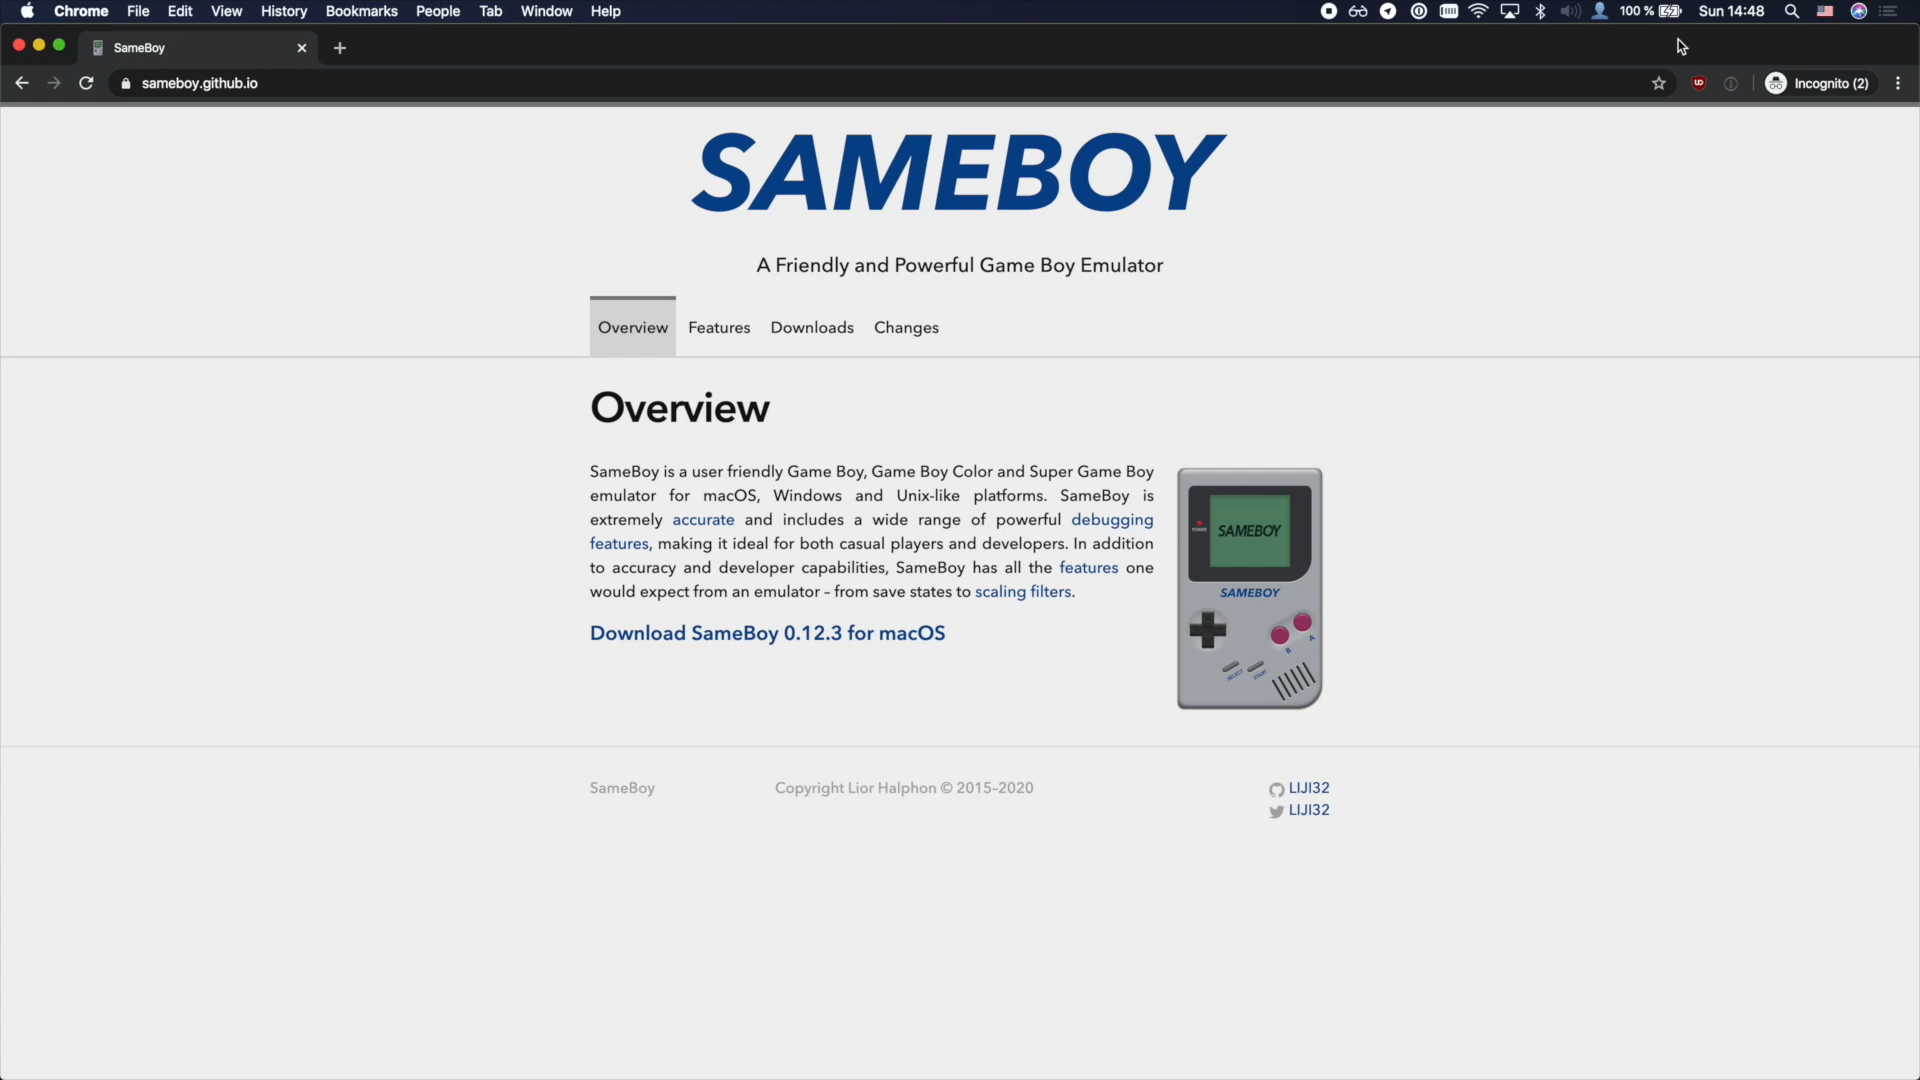 Chrome File Edit View History Bookmarks People Tab Window Help 100 % Sun 14:48
SameBoy
sameboy.github.io Incognito (2)
SAMEBOY
A Friendly and Powerful Game Boy Emulator
Overview Features Downloads Changes
Overview
SameBoy is a user friendly Game Boy, Game Boy Color and Super Game Boy
emulator for macOS, Windows and Unix-like platforms. SameBoy is
extremely accurate and includes a wide range of powerful debugging
features, making it ideal for both casual players and developers. In addition
to accuracy and developer capabilities, SameBoy has all the features one
would expect from an emulator – from save states to scaling filters.
Download SameBoy 0.12.3 for macOS
POWER
SAMEBOY
SAMEBOY
A
B
SELECT START
SameBoy Copyright Lior Halphon © 2015–2020 LIJI32
LIJI32